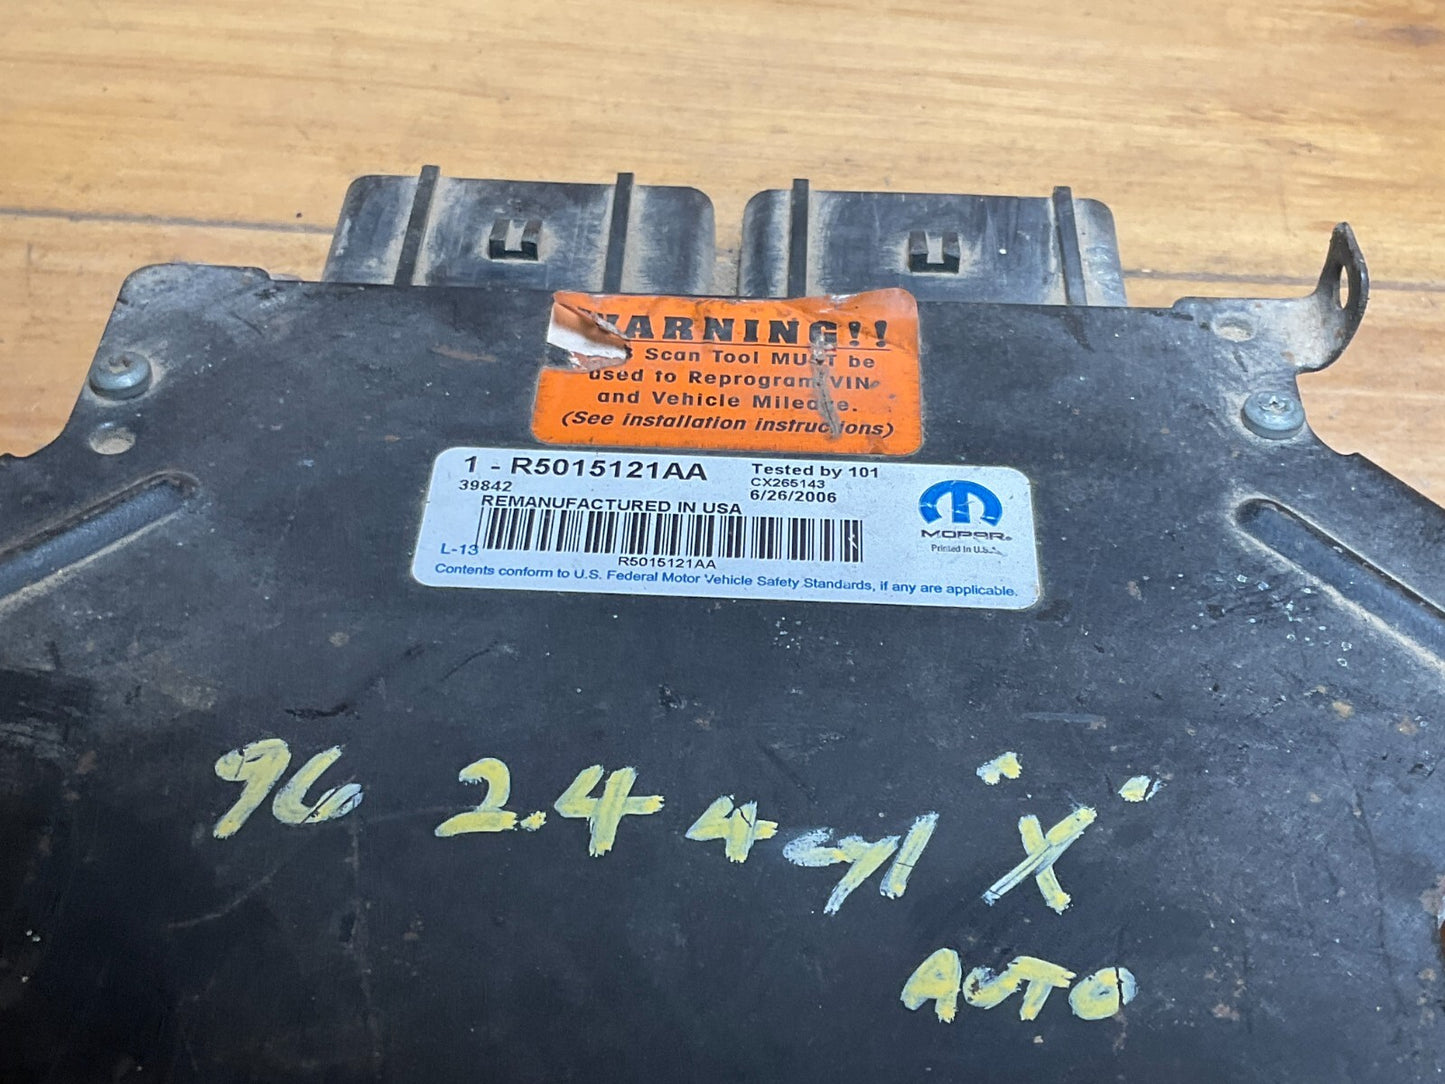 WARNING!!
Scan Tool MUST be
used to Reprogram VIN
and Vehicle Mileage.
(See installation instructions)
1 - R5015121AA
Tested by 101
39842
CX265143
6/26/2006
REMANUFACTURED IN USA
L-13
R5015121AA
MOPAR
Printed in U.S.A.
Contents conform to U.S. Federal Motor Vehicle Safety Standards, if any are applicable.
96 2.4 4cyl "X"
AUTO